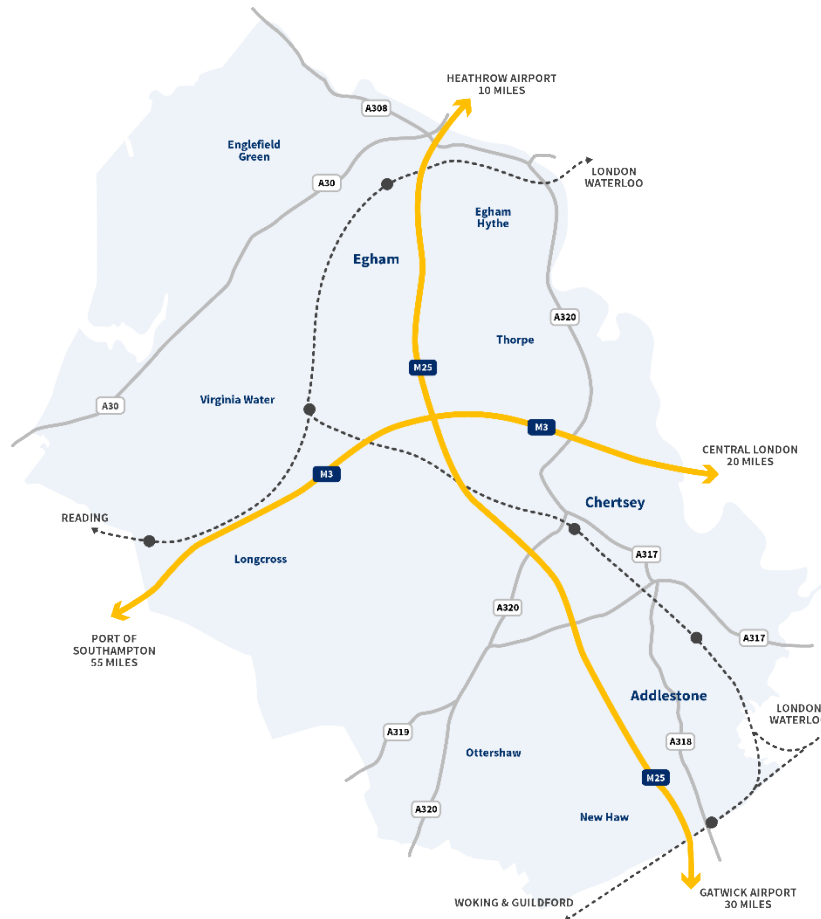 HEATHROW AIRPORT
10 MILES
A308
Englefield
Green
LONDON
WATERLOO
A30
Egham
Hythe
Egham
A320
Thorpe
M25
Virginia Water
A30
M3
CENTRAL LONDON
20 MILES
M3
Chertsey
READING
Longcross
A317
A320
PORT OF
SOUTHAMPTON
55 MILES
A317
Addlestone
LONDON
WATERLOO
A319
A318
Ottershaw
M25
A320
New Haw
GATWICK AIRPORT
30 MILES
WOKING & GUILDFORD